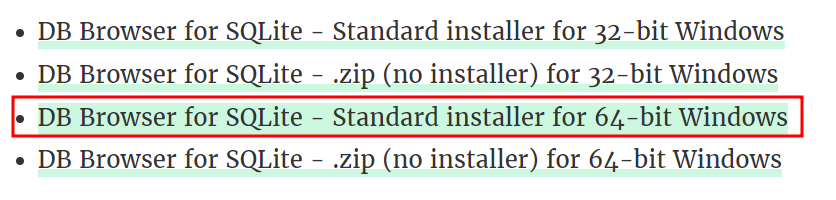 DB Browser for SQLite - Standard installer for 32-bit Windows
DB Browser for SQLite - .zip (no installer) for 32-bit Windows
DB Browser for SQLite - Standard installer for 64-bit Windows
DB Browser for SQLite - .zip (no installer) for 64-bit Windows